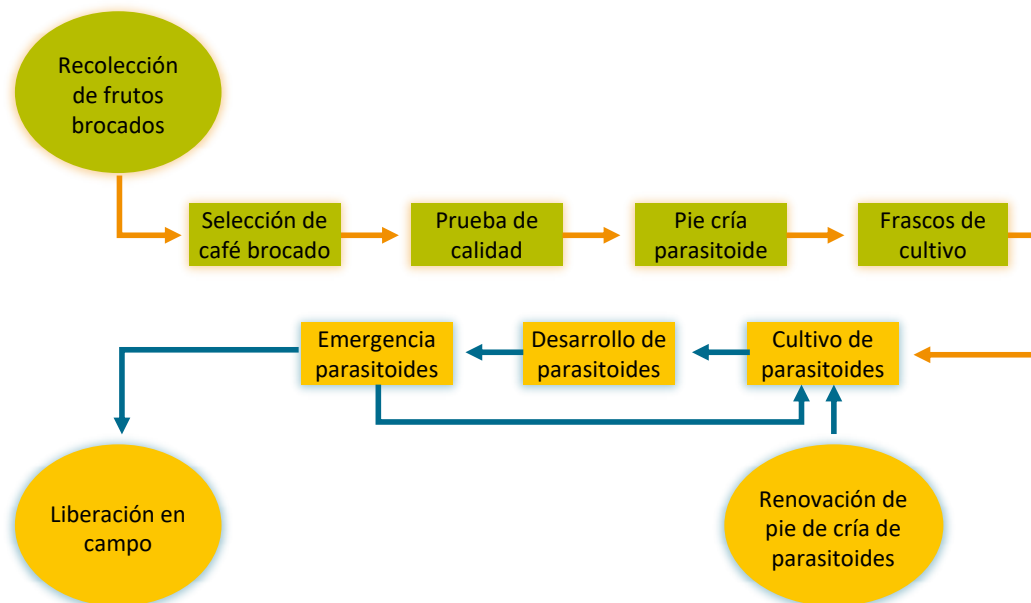 Recolección
de frutos
brocados
Selección de
café brocado
Prueba de
calidad
Pie cría
parasitoide
Frascos de
cultivo
Emergencia
parasitoides
Desarrollo de
parasitoides
Cultivo de
parasitoides
Liberación en
campo
Renovación de
pie de cría de
parasitoides